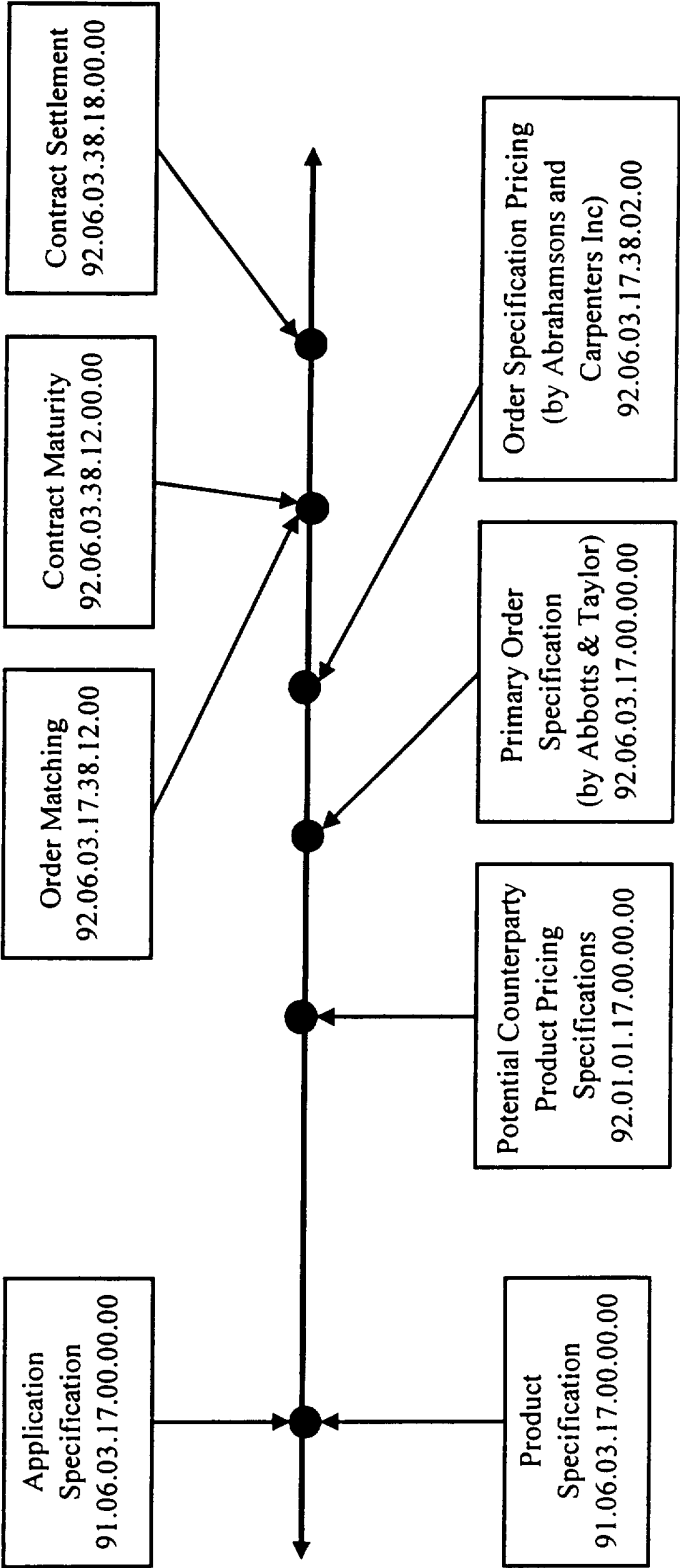 Application
Specification
91.06.03.17.00.00.00
Order Matching
92.06.03.17.38.12.00
Contract Maturity
92.06.03.38.12.00.00
Contract Settlement
92.06.03.38.18.00.00
Product
Specification
91.06.03.17.00.00.00
Potential Counterparty
Product Pricing
Specifications
92.01.01.17.00.00.00
Primary Order
Specification
(by Abbotts & Taylor)
92.06.03.17.00.00.00
Order Specification Pricing
(by Abrahamsons and
Carpenters Inc)
92.06.03.17.38.02.00